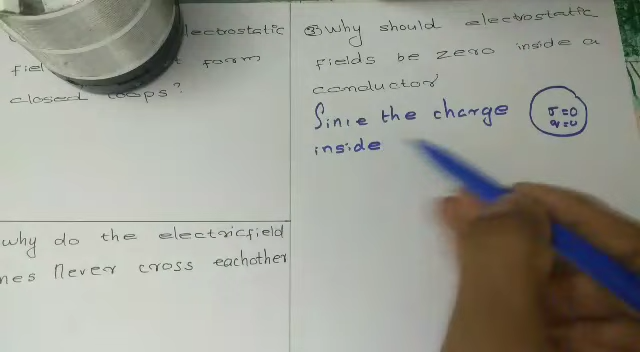 lectrostatic
fiel form
closed loops?
③ Why should electrostatic
fields be zero inside a
conductor
Sinie the charge
inside
σ=0
q=0
why do the electricfield
nes Never cross eachother